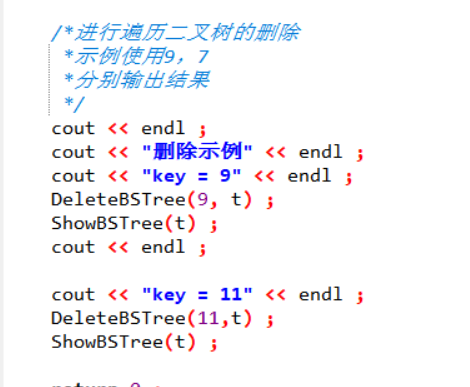 /*进行遍历二叉树的删除
*示例使用9，7
*分别输出结果
*/
cout << endl ;
cout << "删除示例" << endl ;
cout << "key = 9" << endl ;
DeleteBSTree(9, t) ;
ShowBSTree(t) ;
cout << endl ;
cout << "key = 11" << endl ;
DeleteBSTree(11,t) ;
ShowBSTree(t) ;